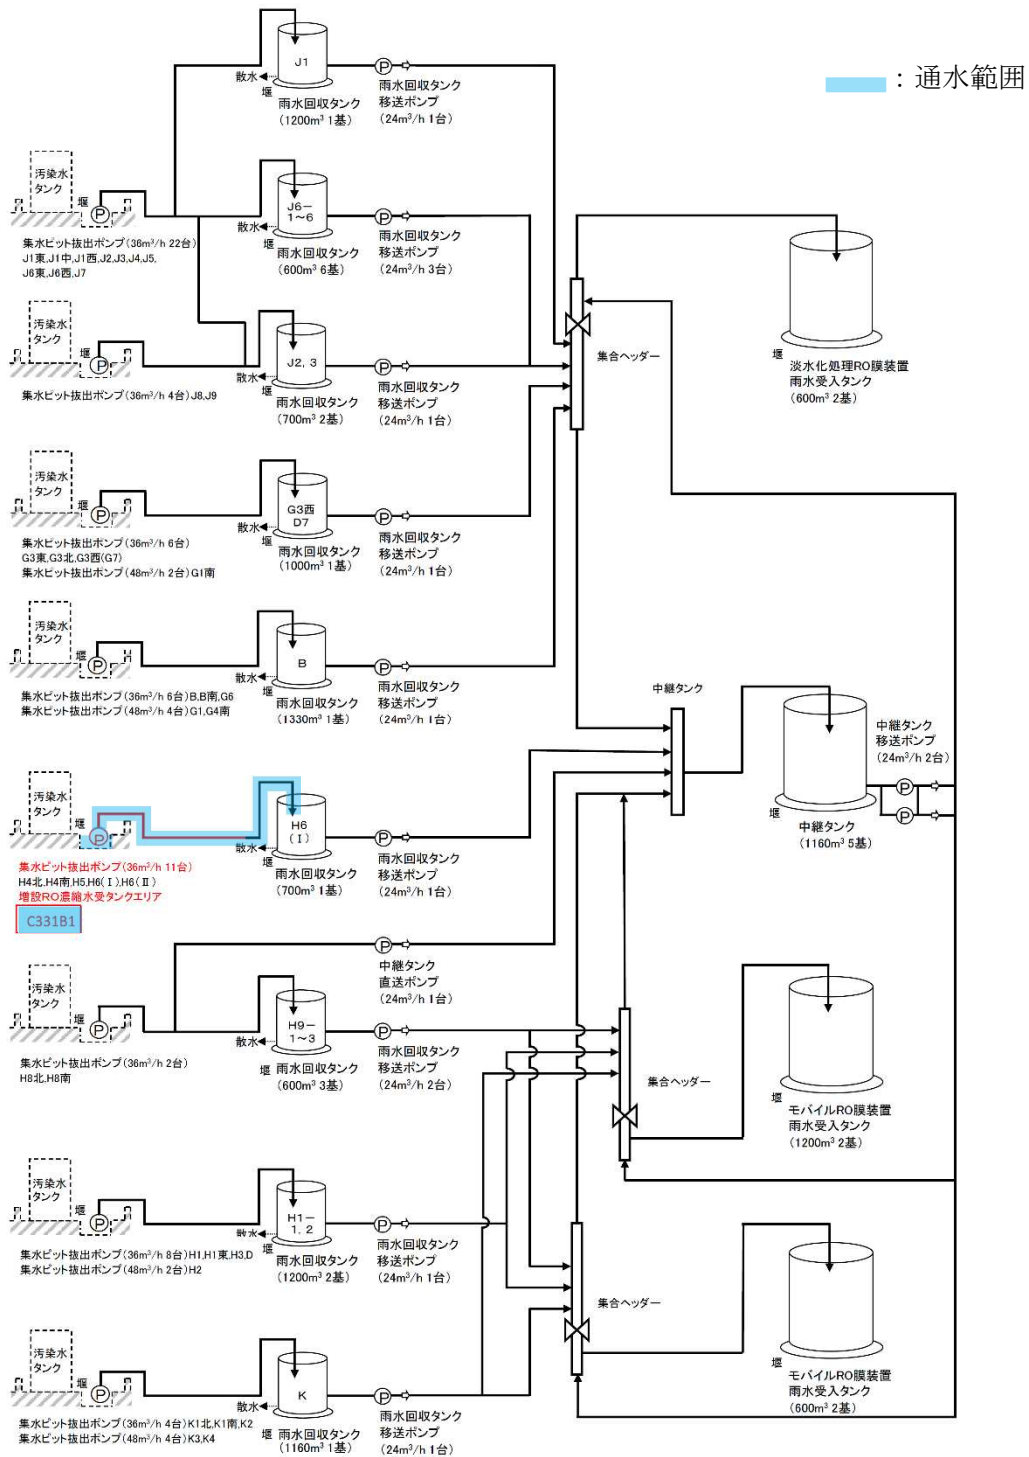 ：通水範囲
J1
散水
堰
雨水回収タンク
(1200m³ 1基)
P
雨水回収タンク
移送ポンプ
(24m³/h 1台)
汚染水
タンク
堰
P
集水ピット抜出ポンプ(36m³/h 22台)
J1東,J1中,J1西,J2,J3,J4,J5,
J6東,J6西,J7
J6－
1～6
散水
堰
雨水回収タンク
(600m³ 6基)
P
雨水回収タンク
移送ポンプ
(24m³/h 3台)
集合ヘッダー
堰
淡水化処理RO膜装置
雨水受入タンク
(600m³ 2基)
汚染水
タンク
堰
P
集水ピット抜出ポンプ(36m³/h 4台)J8,J9
J2, 3
散水
堰
雨水回収タンク
(700m³ 2基)
P
雨水回収タンク
移送ポンプ
(24m³/h 1台)
汚染水
タンク
堰
P
集水ピット抜出ポンプ(36m³/h 6台)
G3東,G3北,G3西(G7)
集水ピット抜出ポンプ(48m³/h 2台)G1南
G3西
D7
散水
堰
雨水回収タンク
(1000m³ 1基)
P
雨水回収タンク
移送ポンプ
(24m³/h 1台)
汚染水
タンク
堰
P
集水ピット抜出ポンプ(36m³/h 6台)B,B南,G6
集水ピット抜出ポンプ(48m³/h 4台)G1,G4南
B
散水
堰
雨水回収タンク
(1330m³ 1基)
P
雨水回収タンク
移送ポンプ
(24m³/h 1台)
中継タンク
中継タンク
移送ポンプ
(24m³/h 2台)
P
P
堰
中継タンク
(1160m³ 5基)
汚染水
タンク
堰
P
集水ピット抜出ポンプ(36m³/h 11台)
H4北,H4南,H5,H6(Ⅰ),H6(Ⅱ)
増設RO濃縮水受タンクエリア
C331B1
H6
(Ⅰ)
散水
堰
雨水回収タンク
(700m³ 1基)
P
雨水回収タンク
移送ポンプ
(24m³/h 1台)
P
中継タンク
直送ポンプ
(24m³/h 1台)
汚染水
タンク
堰
P
集水ピット抜出ポンプ(36m³/h 2台)
H8北,H8南
H9－
1～3
散水
堰
雨水回収タンク
(600m³ 3基)
P
雨水回収タンク
移送ポンプ
(24m³/h 2台)
集合ヘッダー
堰
モバイルRO膜装置
雨水受入タンク
(1200m³ 2基)
汚染水
タンク
堰
P
集水ピット抜出ポンプ(36m³/h 8台)H1,H1東,H3,D
集水ピット抜出ポンプ(48m³/h 2台)H2
H1－
1, 2
散水
堰
雨水回収タンク
(1200m³ 2基)
P
雨水回収タンク
移送ポンプ
(24m³/h 1台)
集合ヘッダー
堰
モバイルRO膜装置
雨水受入タンク
(600m³ 2基)
汚染水
タンク
堰
P
集水ピット抜出ポンプ(36m³/h 4台)K1北,K1南,K2
集水ピット抜出ポンプ(48m³/h 4台)K3,K4
K
散水
堰
雨水回収タンク
(1160m³ 1基)
P
雨水回収タンク
移送ポンプ
(24m³/h 1台)